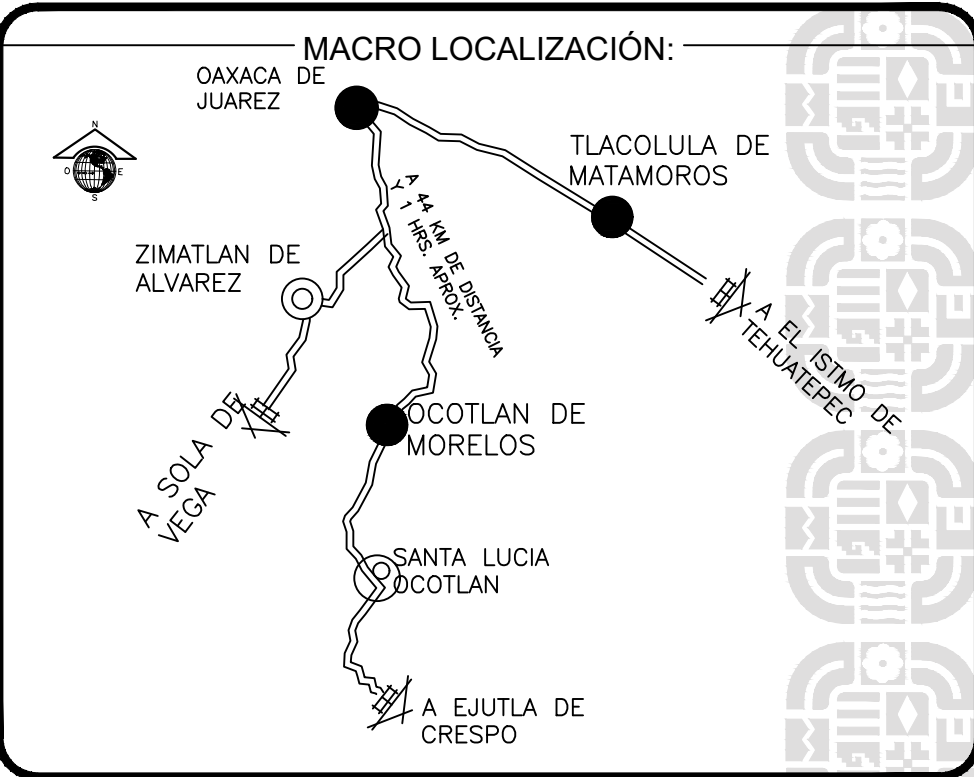 MACRO LOCALIZACIÓN:
OAXACA DE
JUAREZ
N
O E
S
TLACOLULA DE
MATAMOROS
A 44 KM DE DISTANCIA
Y 1 HRS. APROX.
ZIMATLAN DE
ALVAREZ
A EL ISTMO DE
TEHUATEPEC
A SOLA DE
VEGA
OCOTLAN DE
MORELOS
SANTA LUCIA
OCOTLAN
A EJUTLA DE
CRESPO